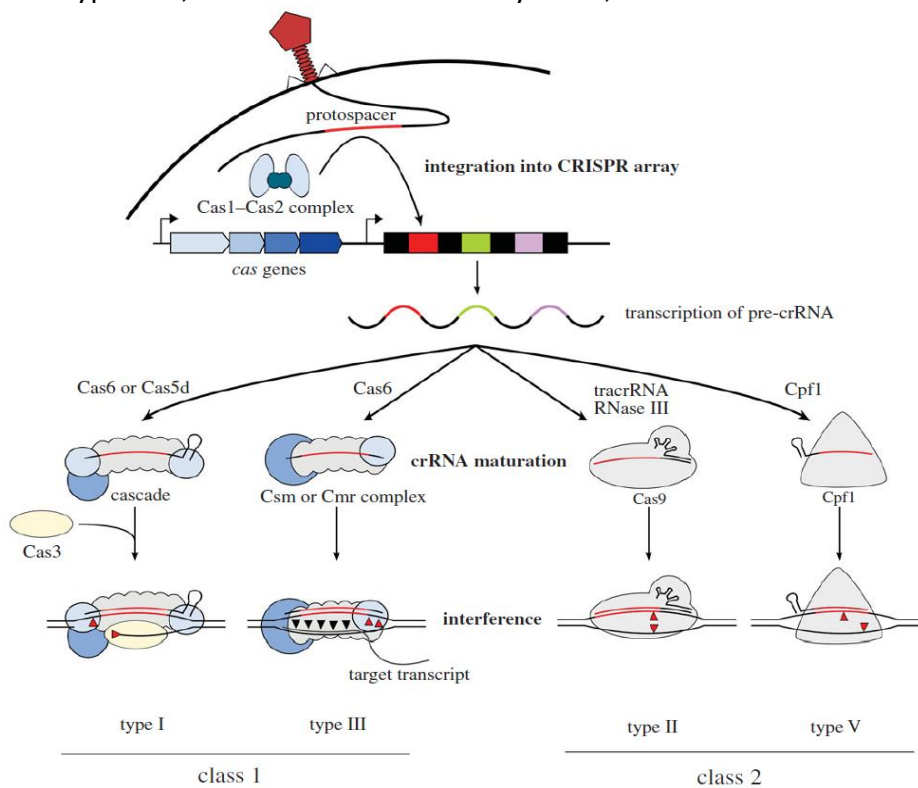 protospacer
integration into CRISPR array
Cas1–Cas2 complex
cas genes
transcription of pre-crRNA
Cas6 or Cas5d
Cas6
tracrRNA
RNase III
Cpf1
crRNA maturation
cascade
Csm or Cmr complex
Cas9
Cpf1
Cas3
interference
target transcript
type I
type III
type II
type V
class 1
class 2